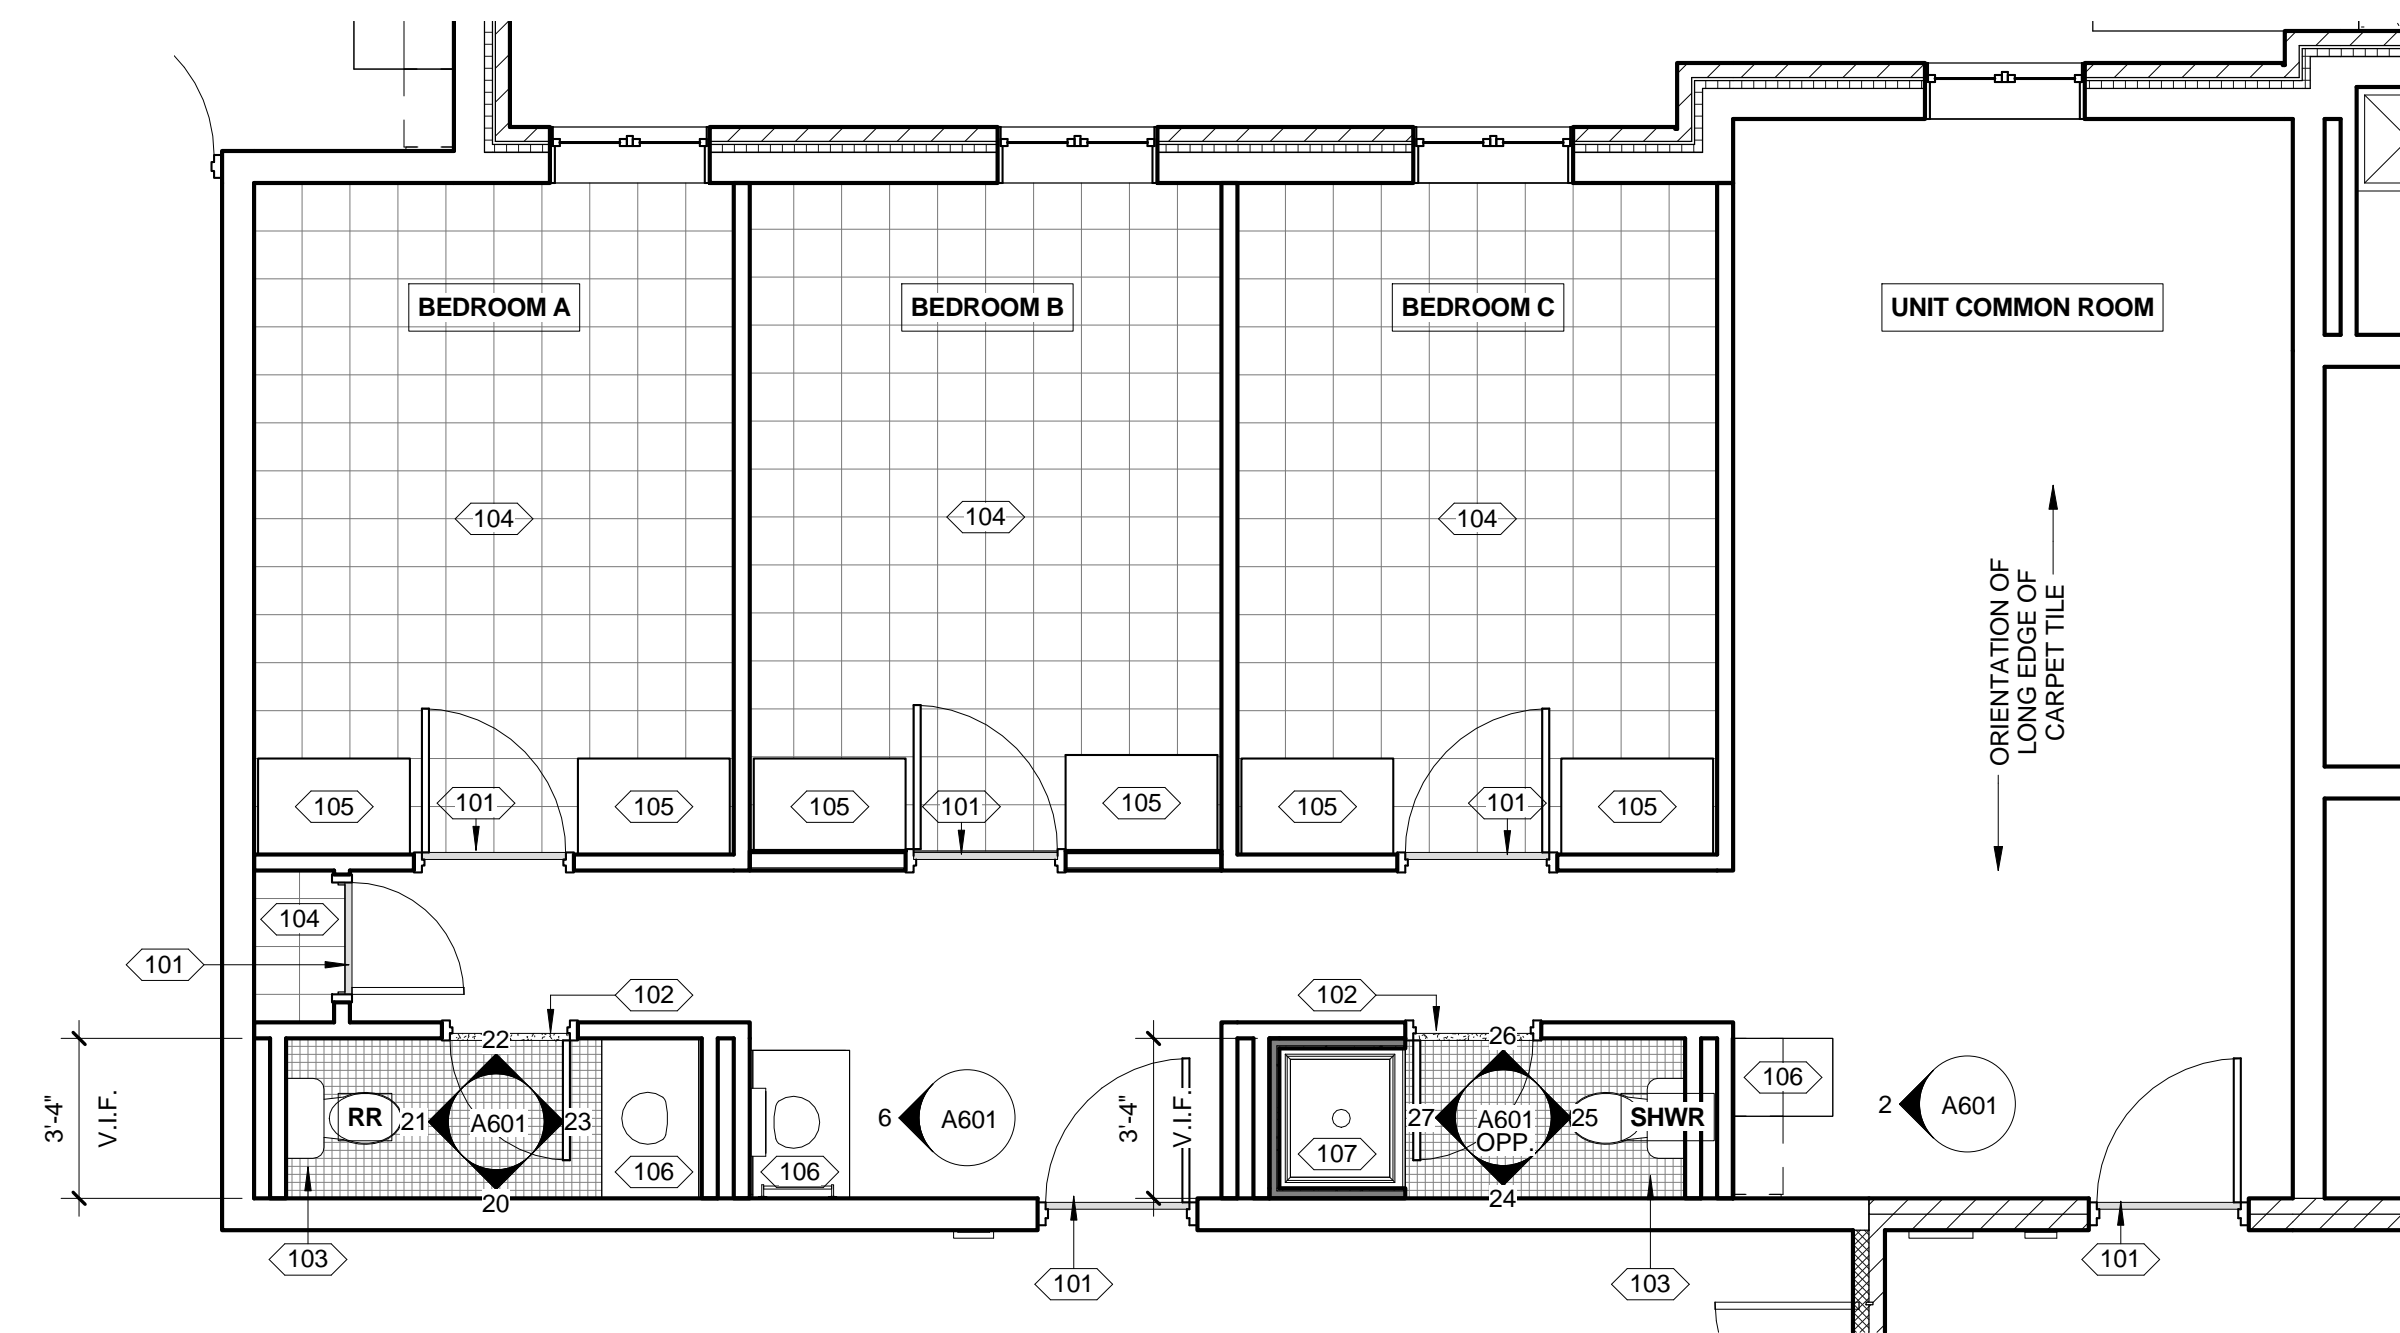 BEDROOM A
BEDROOM B
BEDROOM C
UNIT COMMON ROOM
104
104
104
ORIENTATION OF
LONG EDGE OF
CARPET TILE
105
101
105
105
101
105
105
101
105
104
101
102
102
3'-4"
V.I.F.
RR
22
21
A601
23
20
106
106
6
A601
3'-4"
V.I.F.
107
26
27
A601
OPP.
25
24
SHWR
106
2
A601
103
101
103
101